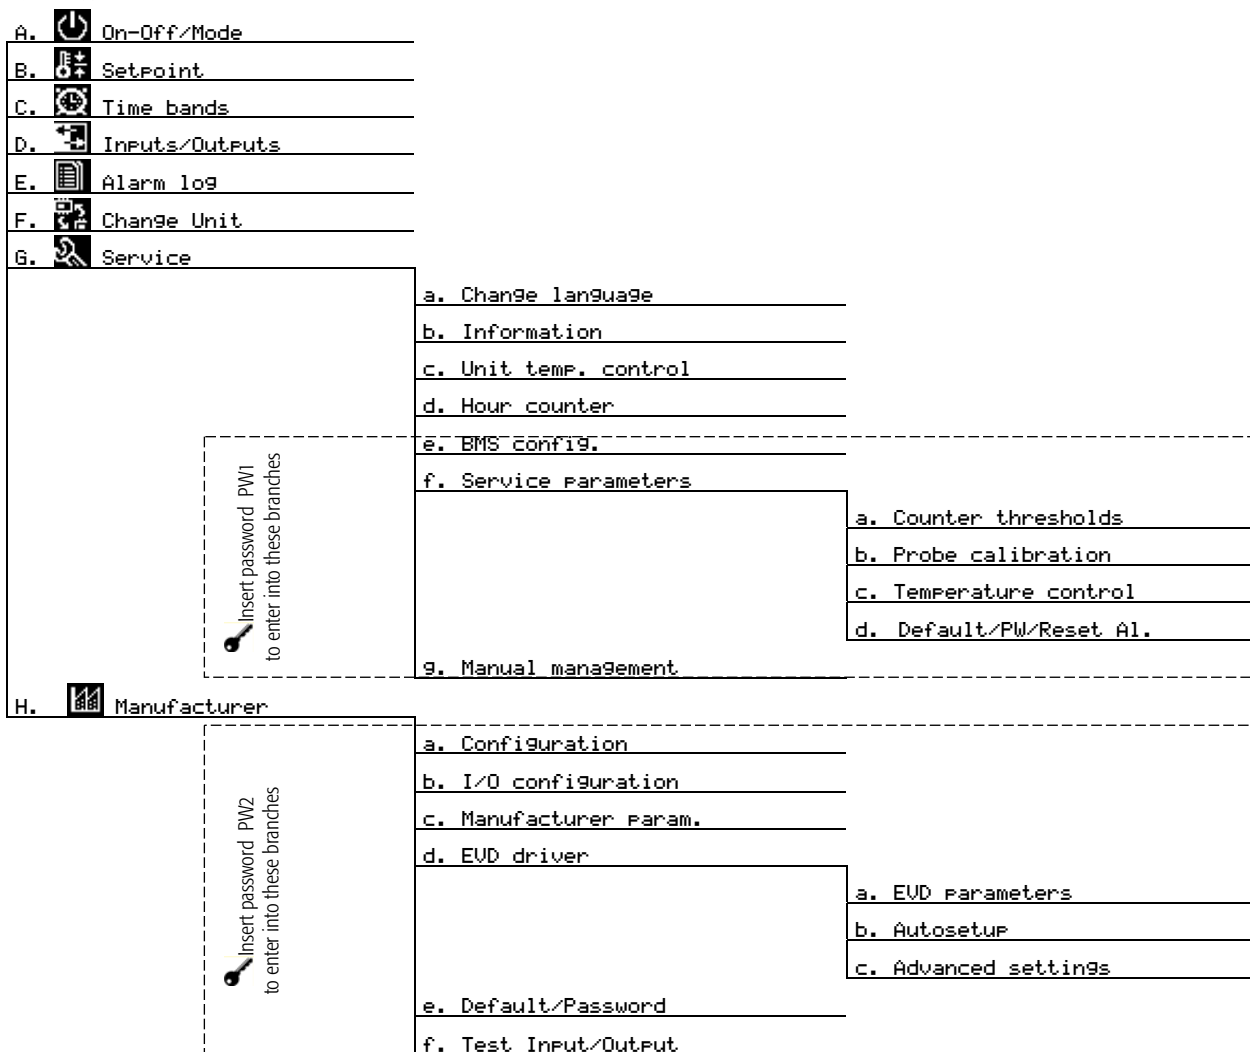 A. On-Off/Mode
B. Setpoint
C. Time bands
D. Inputs/Outputs
E. Alarm log
F. Change Unit
G. Service
a. Change language
b. Information
c. Unit temp. control
d. Hour counter
e. BMS config.
f. Service parameters
Insert password PW1
to enter into these branches
a. Counter thresholds
b. Probe calibration
c. Temperature control
d. Default/PW/Reset Al.
g. Manual management
H. Manufacturer
a. Configuration
b. I/O configuration
c. Manufacturer param.
d. EVD driver
Insert password PW2
to enter into these branches
a. EVD parameters
b. Autosetup
c. Advanced settings
e. Default/Password
f. Test Input/Output